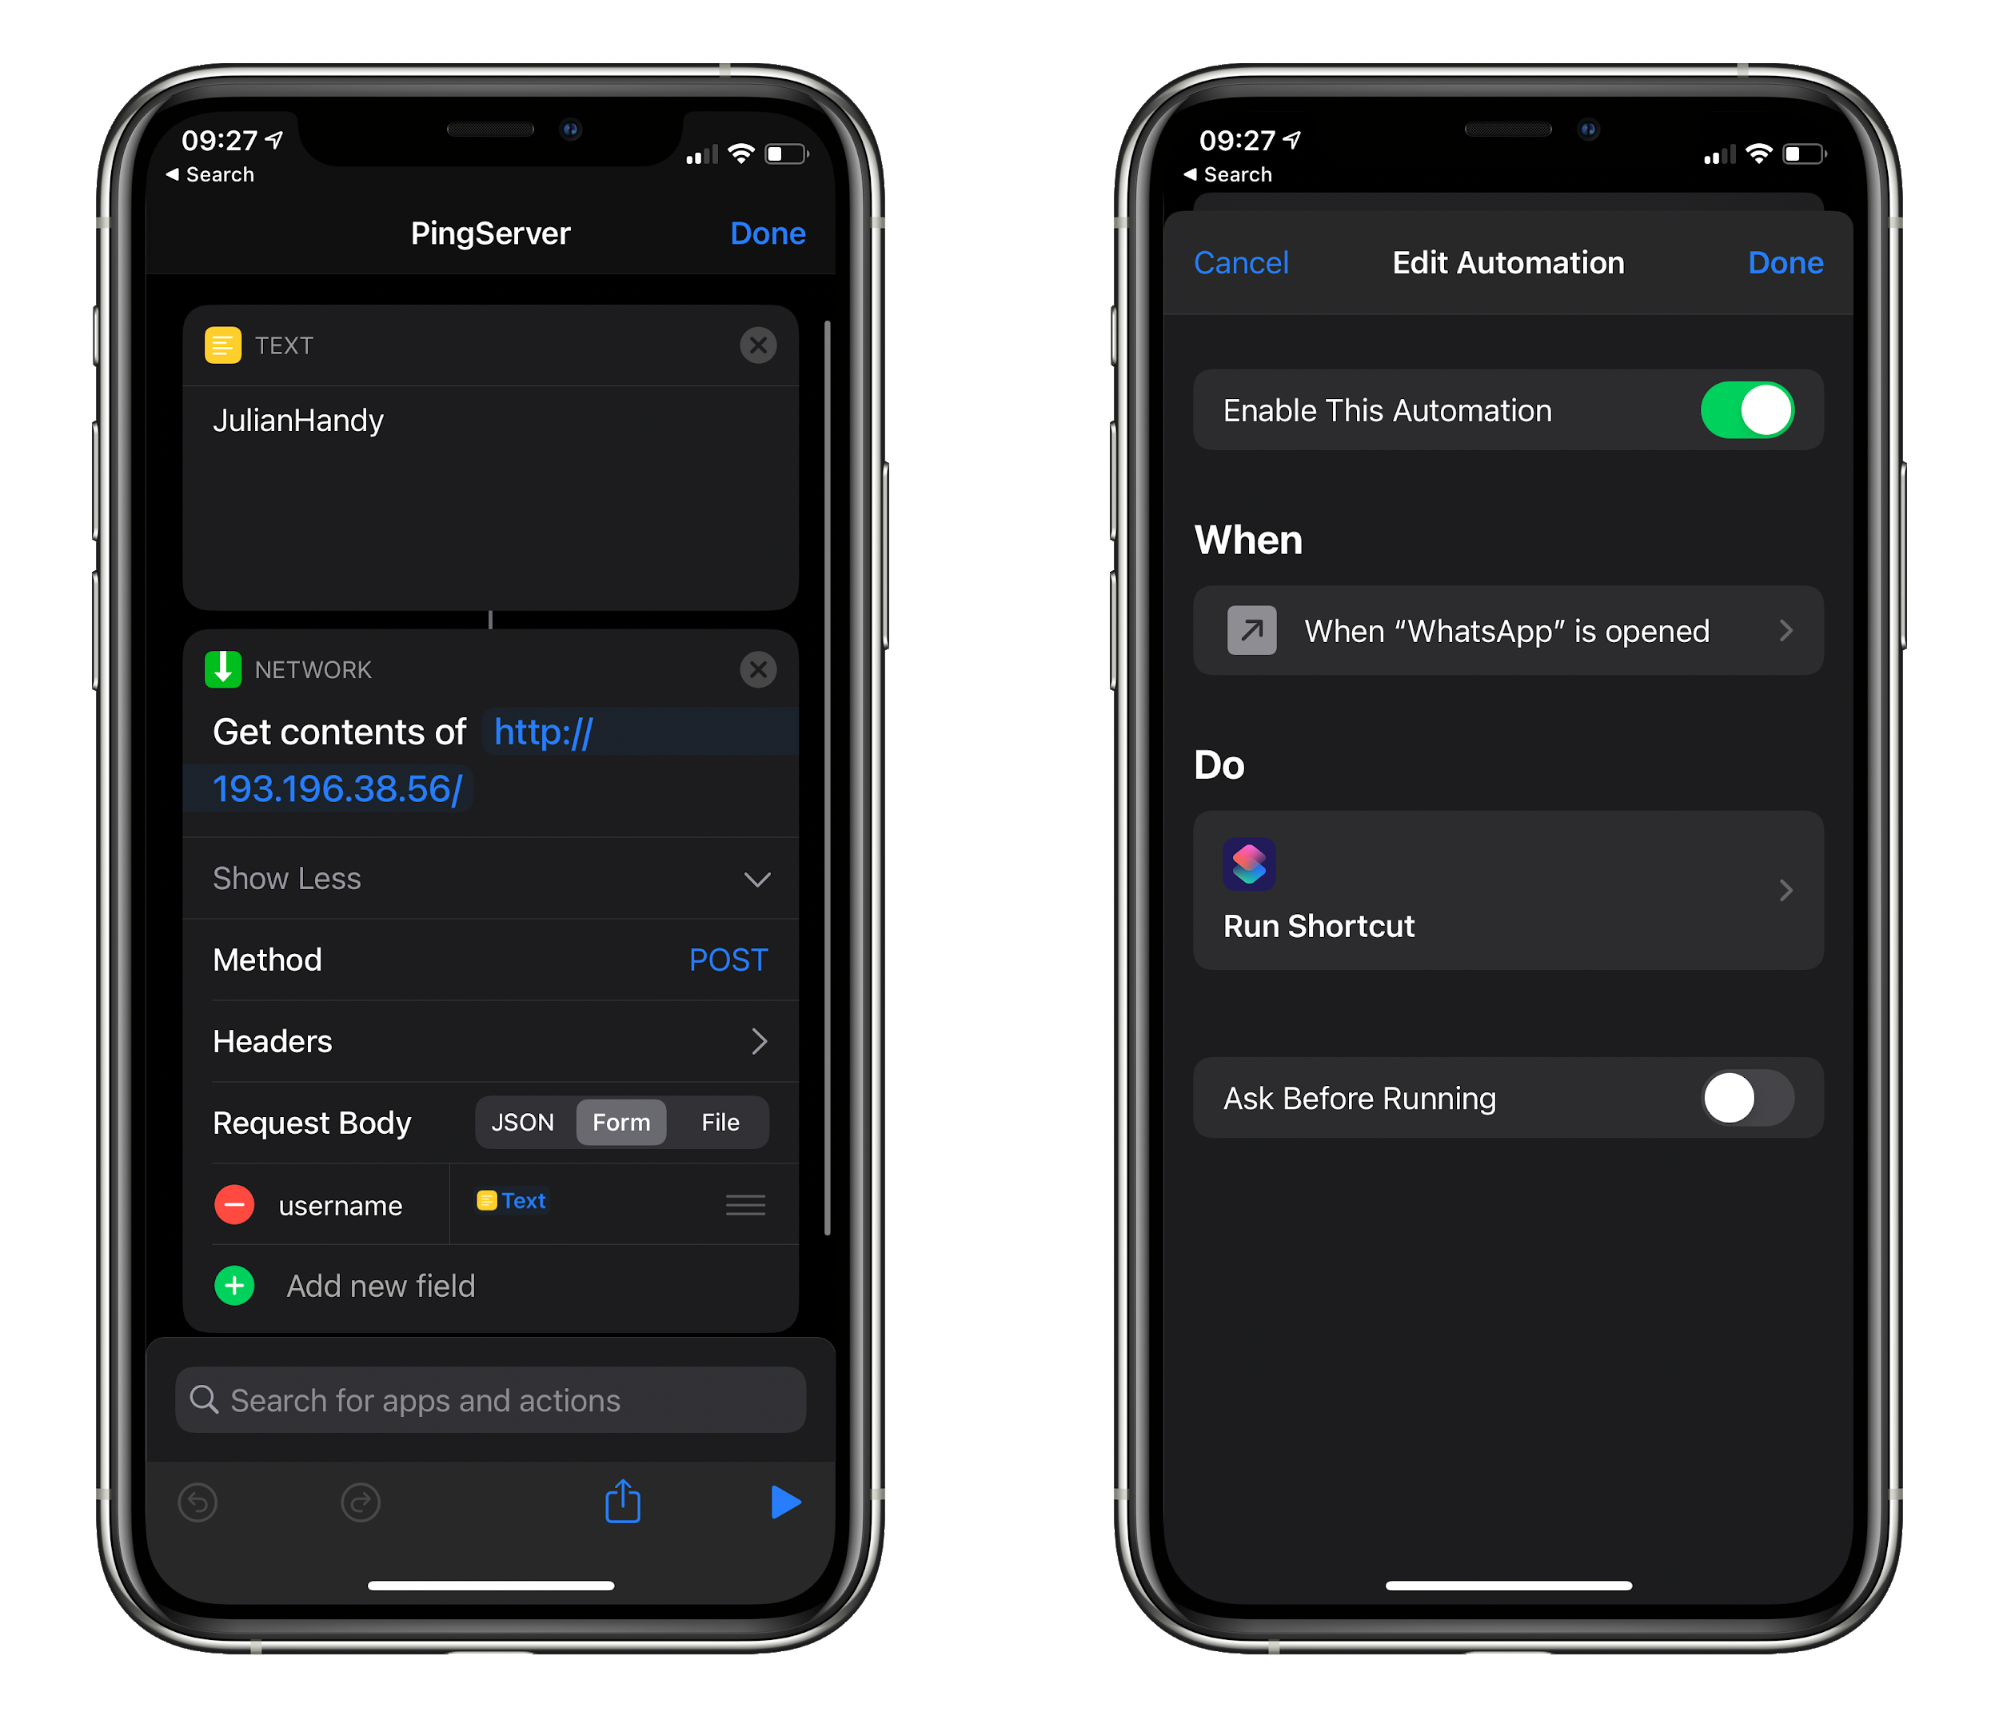 09:27
Search
PingServer
Done
TEXT
JulianHandy
NETWORK
Get contents of http://
193.196.38.56/
Show Less
Method POST
Headers
Request Body JSON Form File
username Text
Add new field
Search for apps and actions
09:27
Search
Cancel
Edit Automation
Done
Enable This Automation
When
When “WhatsApp” is opened
Do
Run Shortcut
Ask Before Running